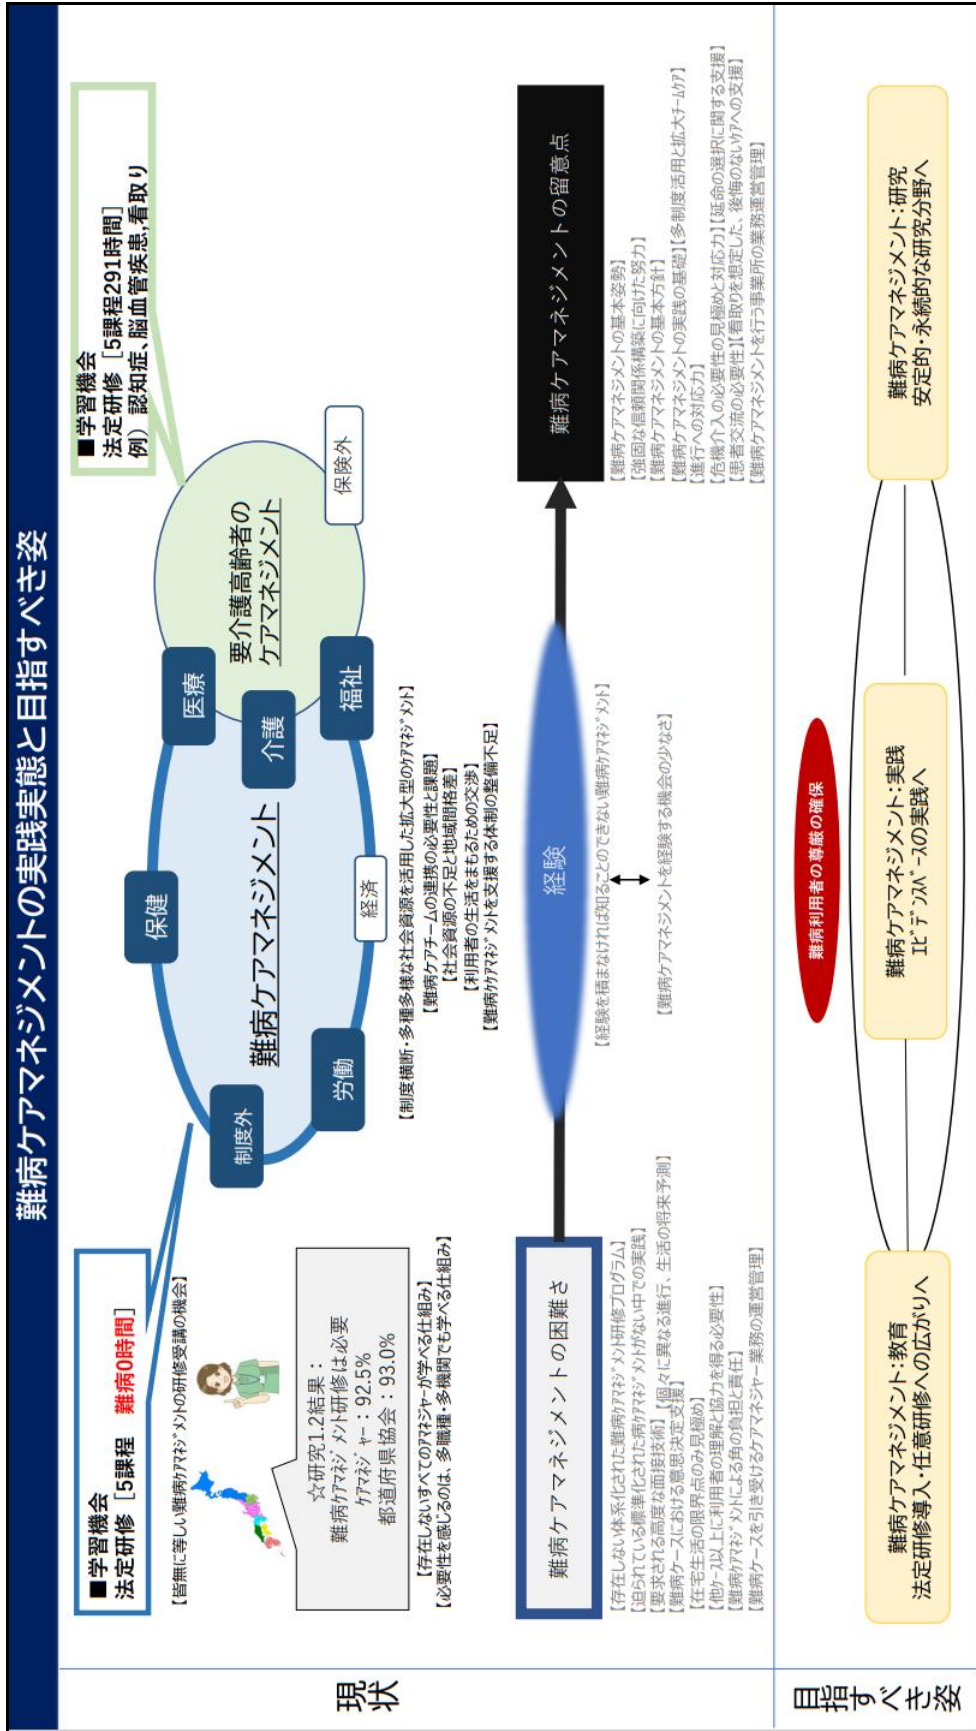 難病ケアマネジメントの実践実態と目指すべき姿
現状
■学習機会
法定研修［5課程　難病0時間］
【皆無に等しい難病ｹｱﾏﾈｼﾞﾒﾝﾄの研修受講の機会】
☆研究1.2結果：
難病ｹｱﾏﾈｼﾞﾒﾝﾄ研修は必要
ｹｱﾏﾈｼﾞｬｰ：92.5%
都道府県協会：93.0%
【存在しないすべてのｱﾏﾈｼﾞｬｰが学べる仕組み】
【必要性を感じるのは、多職種・多機関でも学べる仕組み】
難病ケアマネジメント
制度外
保健
医療
介護
福祉
経済
労働
要介護高齢者の
ケアマネジメント
保険外
■学習機会
法定研修［5課程291時間］
例）認知症、脳血管疾患,看取り
【制度横断・多種多様な社会資源を活用した拡大型のｹｱﾏﾈｼﾞﾒﾝﾄ】
【難病ケアチームの連携の必要性と課題】
【社会資源の不足と地域間格差】
【利用者の生活をまもるための交渉】
【難病ｹｹｱﾏﾈｼﾞﾒﾝﾄを支援する体制の整備不足】
難病ケアマネジメントの困難さ
【存在しない体系化された難病ｹｱﾏﾈｼﾞﾒﾝﾄ研修プログラム】
【迫られている標準化された病ｹｱﾏﾈｼﾞﾒﾝﾄがない中での実践】
【要求される高度な面接技術】【個々に異なる進行、生活の将来予測】
【難病ケースにおける意思決定支援】
【在宅生活の限界点のみ見極め】
【他ｹｰｽ以上に利用者の理解と協力を得る必要性】
【難病ｹｱﾏﾈｼﾞﾒﾝﾄによる角の負担と責任】
【難病ケースを引き受けるケアマネジャー業務の運営管理】
経験
【経験を積まなければ知ることのできない難病ｹｱﾏﾈｼﾞﾒﾝﾄ】
【難病ケアマネジメントを経験する機会の少なさ】
難病ケアマネジメントの留意点
【難病ケアマネジメントの基本姿勢】
【強固な信頼関係構築に向けた努力】
【難病ケアマネジメントの基本方針】
【難病ケアマネジメントの実践の基礎】【多制度活用と拡大ﾁｰﾑｹｱ】
【進行への対応力】
【危機介入の必要性の見極めと対応力】【延命の選択に関する支援】
【患者交流の必要性】【看取りを想定した、後悔のないｹｱへの支援】
【難病ケアマネジメントを行う事業所の業務運営管理】
目指すべき姿
難病利用者の尊厳の確保
難病ケアマネジメント：教育
法定研修導入・任意研修への広がりへ
難病ケアマネジメント：実践
ｴﾋﾞﾃﾞﾝｽﾍﾞｰｽの実践へ
難病ケアマネジメント：研究
安定的・永続的な研究分野へ